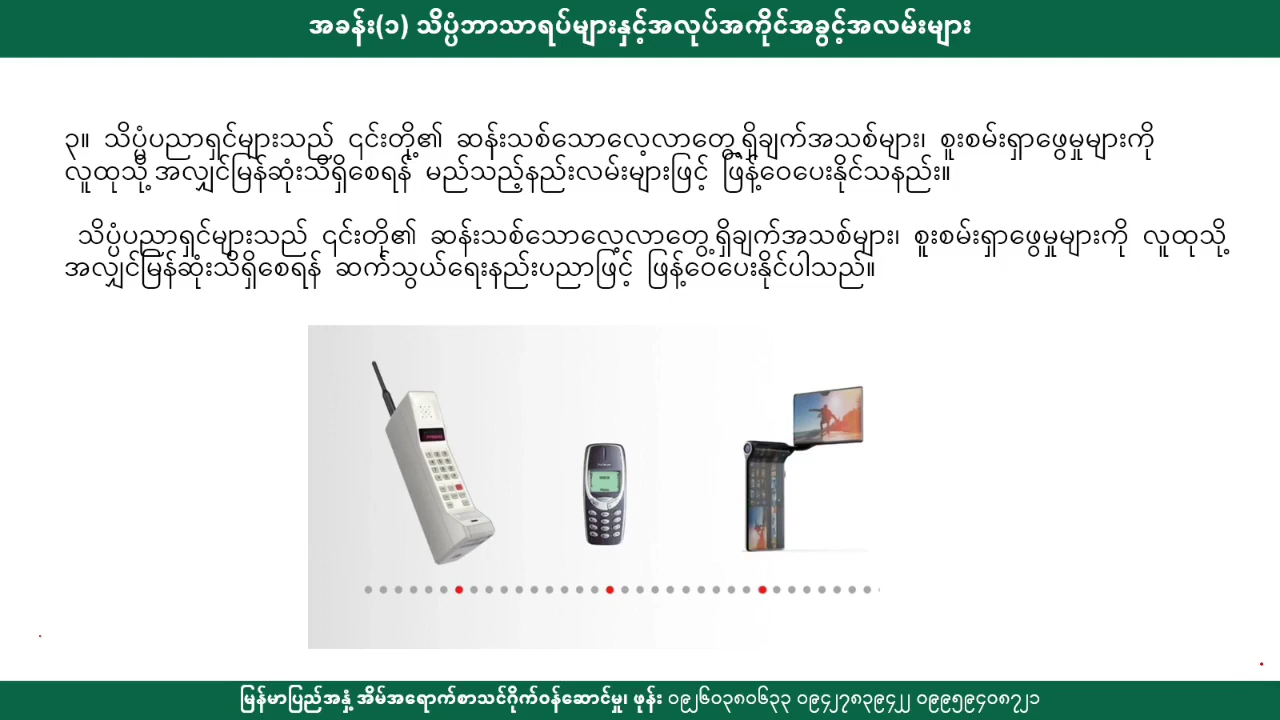 အခန်း(၁) သိပ္ပံဘာသာရပ်များနှင့်အလုပ်အကိုင်အခွင့်အလမ်းများ
၃။ သိပ္ပံပညာရှင်များသည် ၎င်းတို့၏ ဆန်းသစ်သောလေ့လာတွေ့ရှိချက်အသစ်များ၊ စူးစမ်းရှာဖွေမှုများကို
လူထုသို့ အလျှင်မြန်ဆုံးသိရှိစေရန် မည်သည့်နည်းလမ်းများဖြင့် ဖြန့်ဝေပေးနိုင်သနည်း။
သိပ္ပံပညာရှင်များသည် ၎င်းတို၏ ဆန်းသစ်သောလေ့လာတွေ့ရှိချက်အသစ်များ၊ စူးစမ်းရှာဖွေမှုများကို လူထုသို့
အလျှင်မြန်ဆုံးသိရှိစေရန် ဆက်သွယ်ရေးနည်းပညာဖြင့် ဖြန့်ဝေပေးနိုင်ပါသည်။
မြန်မာပြည်အနှံ့ အိမ်အရောက်စာသင်ဂိုက်ဝန်ဆောင်မှု၊ ဖုန်း ၀၉၂၆၀၃၈၀၆၃၃ ၀၉၄၂၇၈၃၉၄၂၂ ၀၉၉၅၉၄၀၈၇၂၁